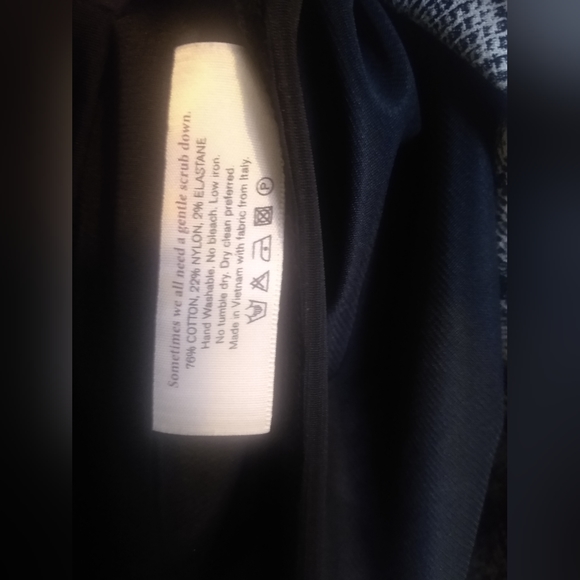 Sometimes we all need a gentle scrub down.
76% COTTON, 22% NYLON, 2% ELASTANE
Hand Washable. No bleach. Low iron.
No tumble dry. Dry clean preferred.
Made in Vietnam with fabric from Italy.
P